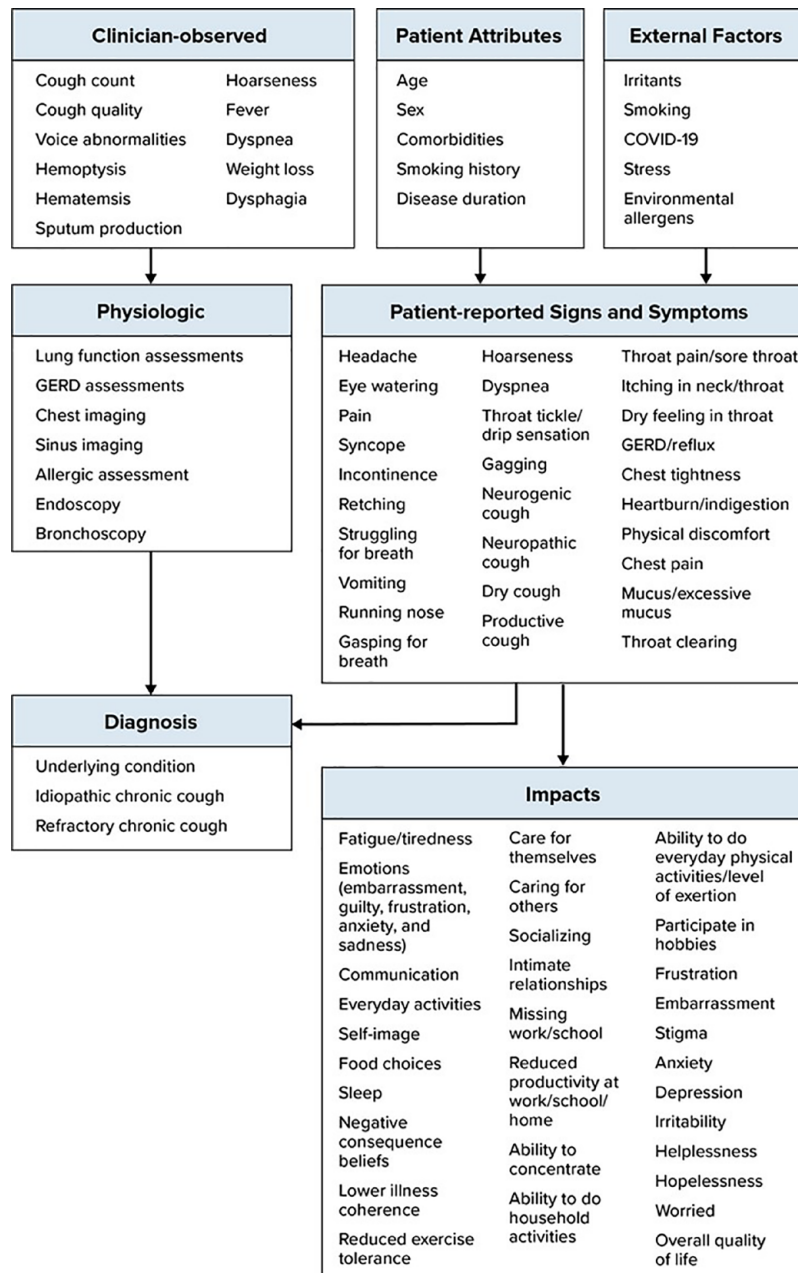 Clinician-observed
Cough count
Cough quality
Voice abnormalities
Hemoptysis
Hematemsis
Sputum production
Hoarseness
Fever
Dyspnea
Weight loss
Dysphagia
Patient Attributes
Age
Sex
Comorbidities
Smoking history
Disease duration
External Factors
Irritants
Smoking
COVID-19
Stress
Environmental
allergens
Physiologic
Lung function assessments
GERD assessments
Chest imaging
Sinus imaging
Allergic assessment
Endoscopy
Bronchoscopy
Patient-reported Signs and Symptoms
Headache
Eye watering
Pain
Syncope
Incontinence
Retching
Struggling
for breath
Vomiting
Running nose
Gasping for
breath
Hoarseness
Dyspnea
Throat tickle/
drip sensation
Gagging
Neurogenic
cough
Neuropathic
cough
Dry cough
Productive
cough
Throat pain/sore throat
Itching in neck/throat
Dry feeling in throat
GERD/reflux
Chest tightness
Heartburn/indigestion
Physical discomfort
Chest pain
Mucus/excessive
mucus
Throat clearing
Diagnosis
Underlying condition
Idiopathic chronic cough
Refractory chronic cough
Impacts
Fatigue/tiredness
Emotions
(embarrassment,
guilty, frustration,
anxiety, and
sadness)
Communication
Everyday activities
Self-image
Food choices
Sleep
Negative
consequence
beliefs
Lower illness
coherence
Reduced exercise
tolerance
Care for
themselves
Caring for
others
Socializing
Intimate
relationships
Missing
work/school
Reduced
productivity at
work/school/
home
Ability to
concentrate
Ability to do
household
activities
Ability to do
everyday physical
activities/level
of exertion
Participate in
hobbies
Frustration
Embarrassment
Stigma
Anxiety
Depression
Irritability
Helplessness
Hopelessness
Worried
Overall quality
of life